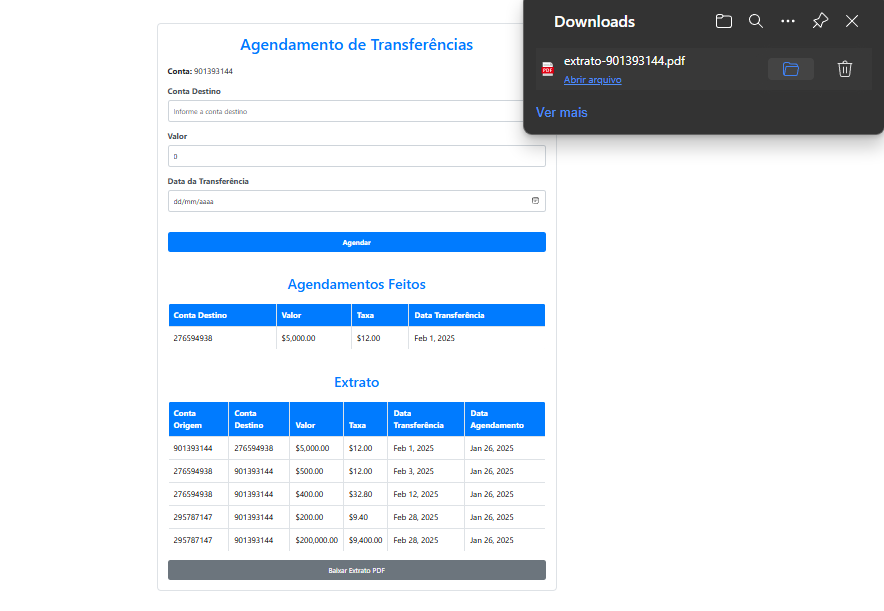 Downloads
PDF
extrato-901393144.pdf
Abrir arquivo
Ver mais
Agendamento de Transferências
Conta: 901393144
Conta Destino
Informe a conta destino
Valor
0
Data da Transferência
dd/mm/aaaa
Agendar
Agendamentos Feitos
Conta Destino Valor Taxa Data Transferência
276594938 $5,000.00 $12.00 Feb 1, 2025
Extrato
Conta Origem Conta Destino Valor Taxa Data Transferência Data Agendamento
901393144 276594938 $5,000.00 $12.00 Feb 1, 2025 Jan 26, 2025
276594938 901393144 $500.00 $12.00 Feb 3, 2025 Jan 26, 2025
276594938 901393144 $400.00 $32.80 Feb 12, 2025 Jan 26, 2025
295787147 901393144 $200.00 $9.40 Feb 28, 2025 Jan 26, 2025
295787147 901393144 $200,000.00 $9,400.00 Feb 28, 2025 Jan 26, 2025
Baixar Extrato PDF